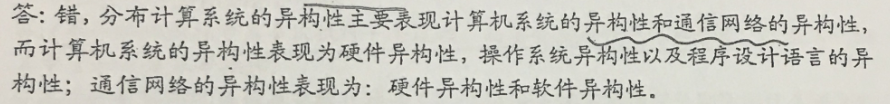 答：错，分布计算系统的异构性主要表现计算机系统的异构性和通信网络的异构性，
而计算机系统的异构性表现为硬件异构性，操作系统异构性以及程序设计语言的异
构性；通信网络的异构性表现为：硬件异构性和软件异构性。